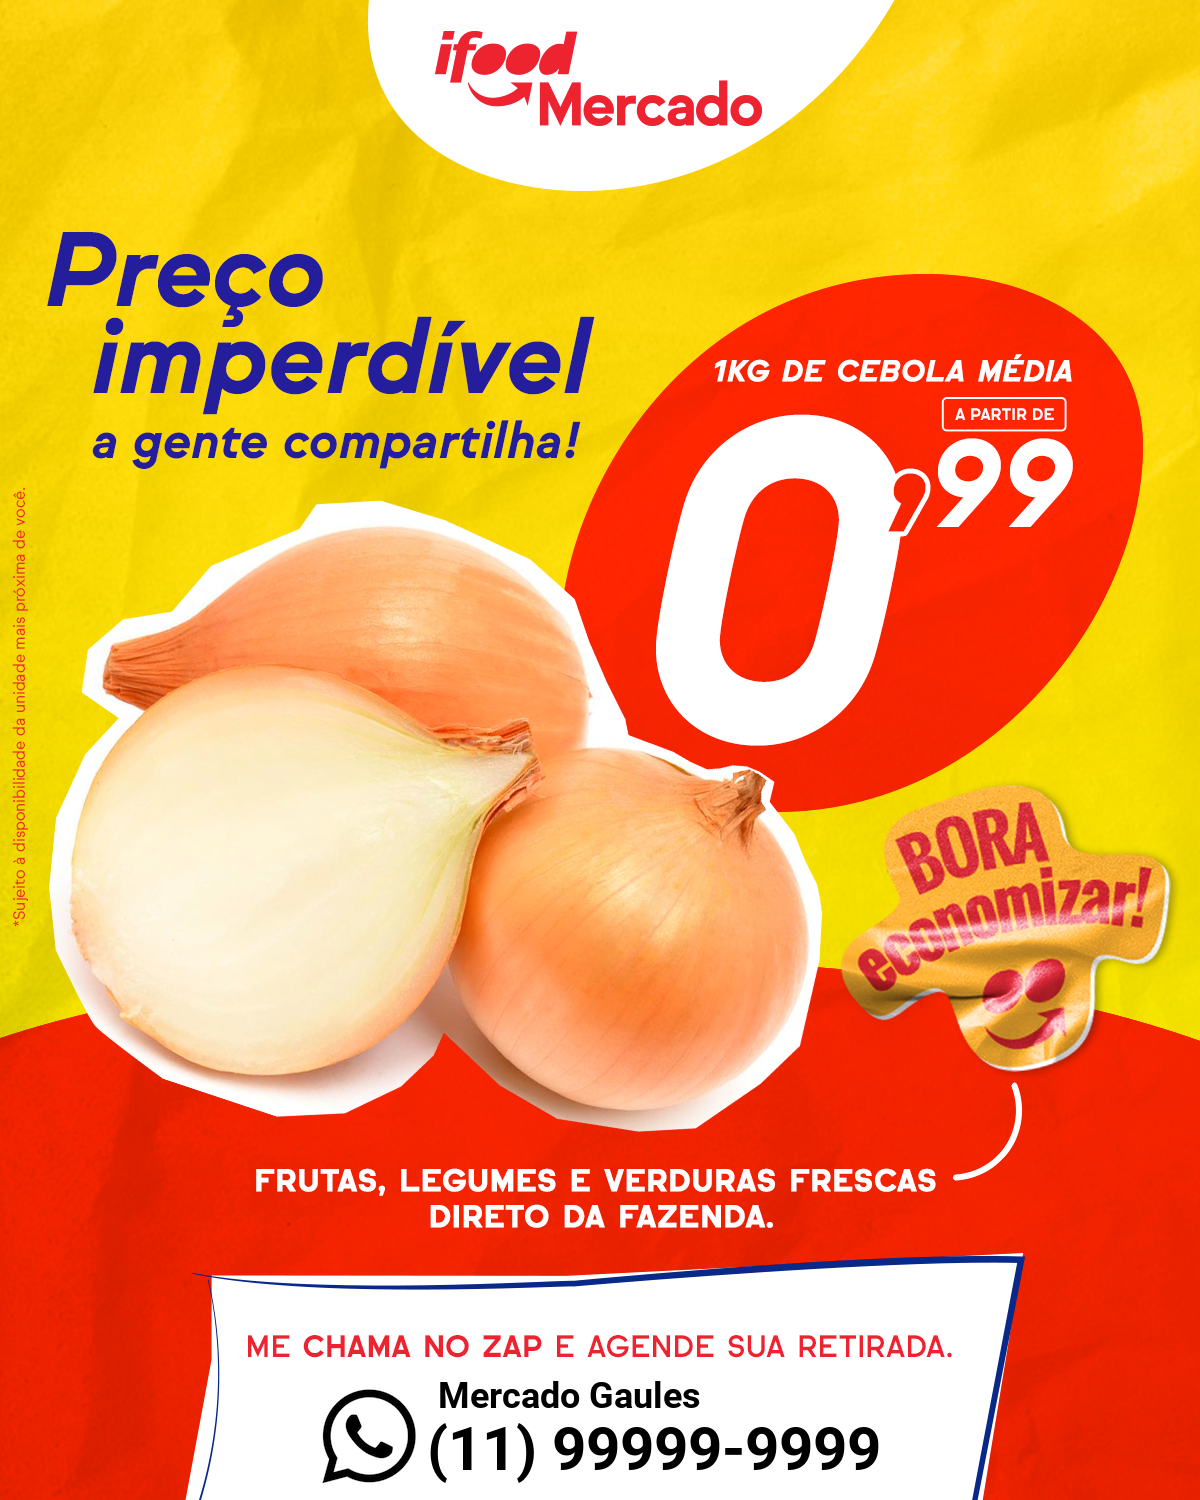 ifood
Mercado
Preço
imperdível
a gente compartilha!
1KG DE CEBOLA MÉDIA
A PARTIR DE
0,99
*Sujeito à disponibilidade da unidade mais próxima de você.
BORA
economizar!
FRUTAS, LEGUMES E VERDURAS FRESCAS
DIRETO DA FAZENDA.
ME CHAMA NO ZAP E AGENDE SUA RETIRADA.
Mercado Gaules
(11) 99999-9999